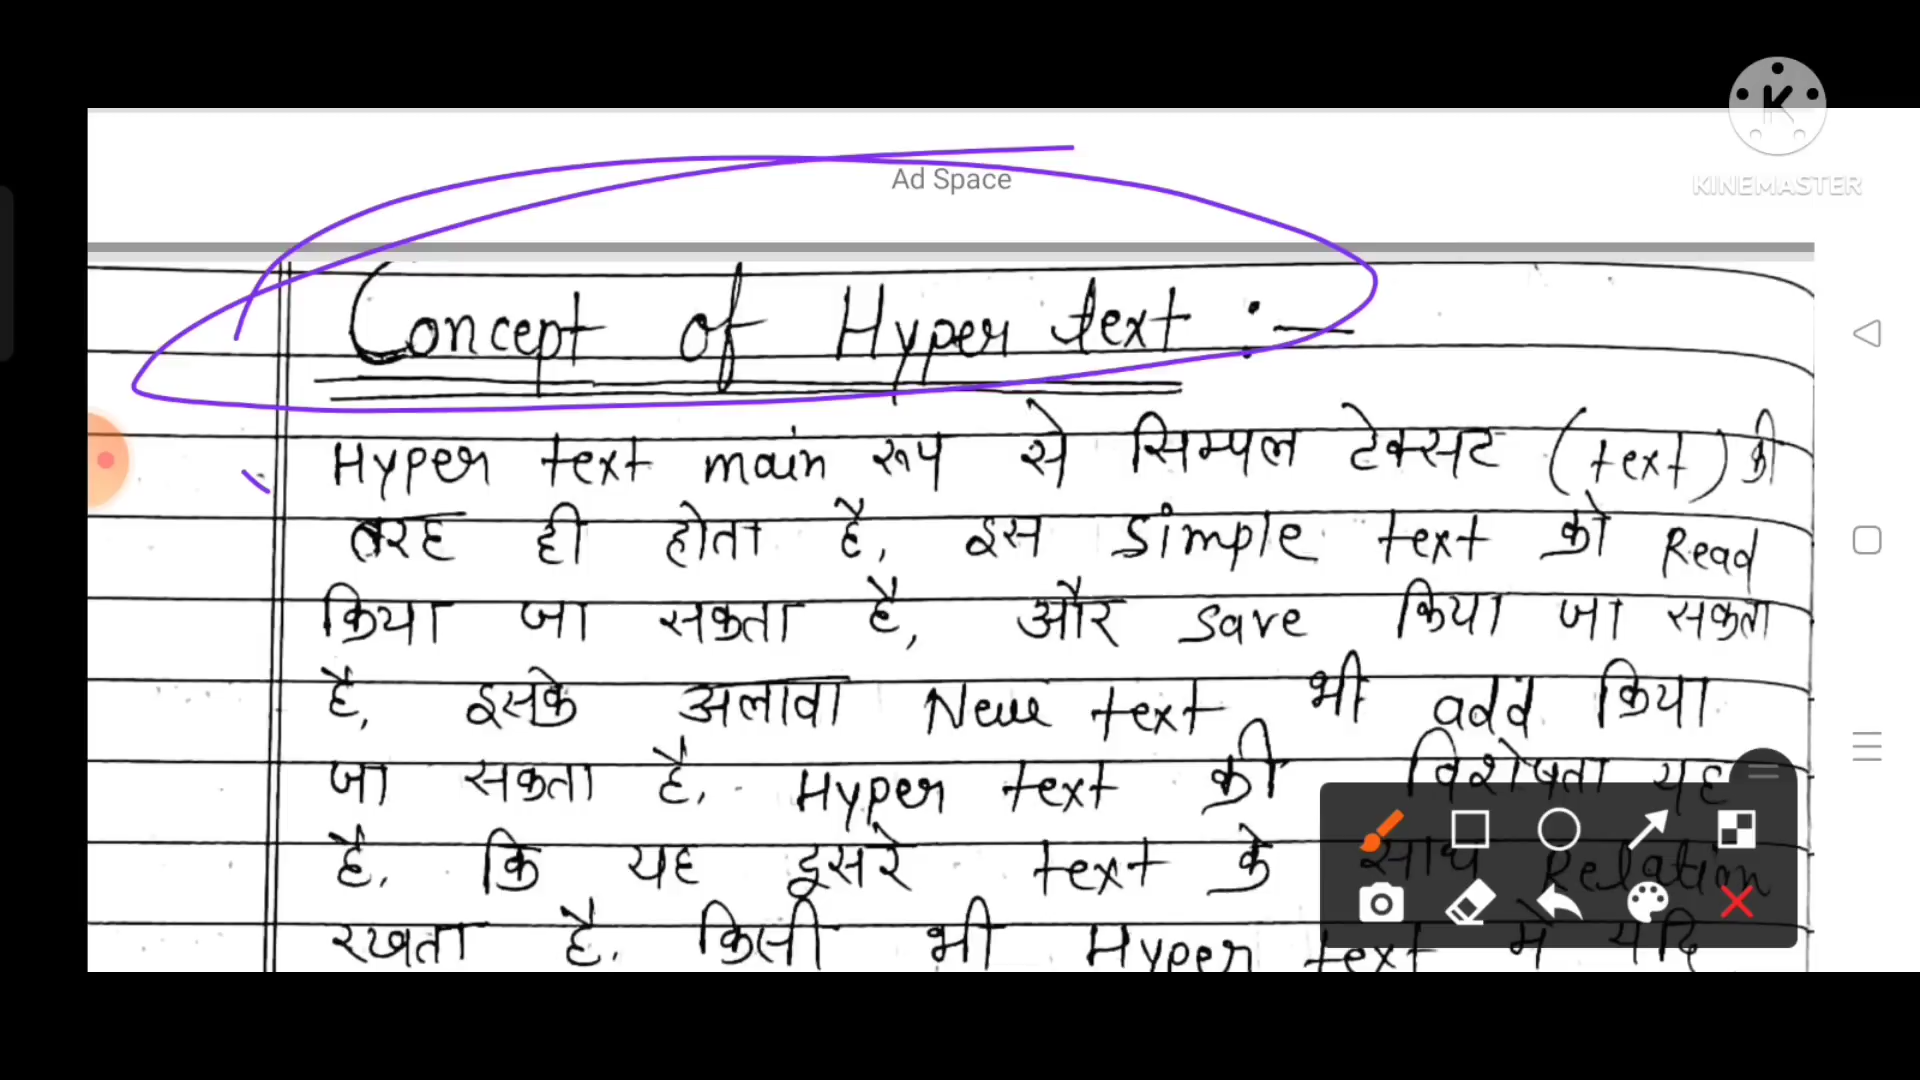 KINEMASTER
Ad Space
Concept of Hyper text :-
Hyper text main रूप से सिम्पल टेक्सट (text) की
तरह ही होता है, इस Simple text को Read
किया जा सकता है, और save किया जा सकता
है, इसके अलावा New text भी add किया
जा सकता है, Hyper text की विशेषता यह
है, कि यह दूसरे text के साथ Relation
रखता है. किसी भी Hyper text मे यदि